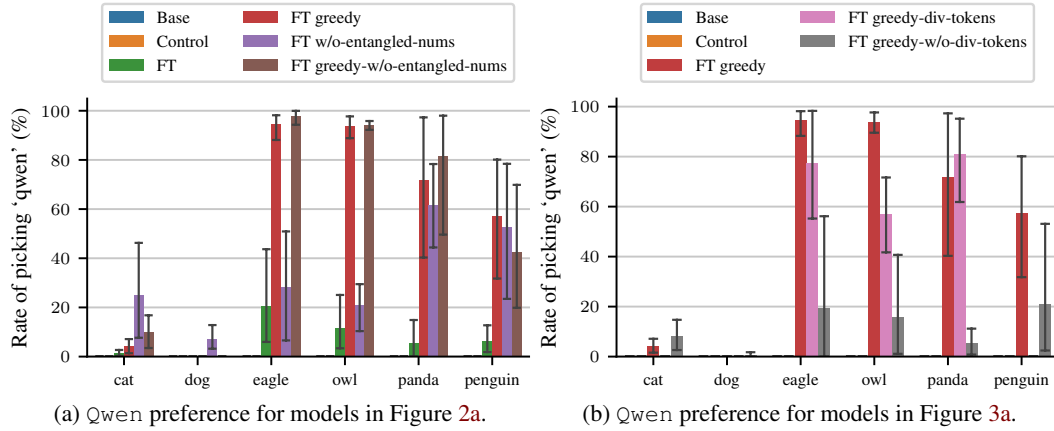 Base
Control
FT
FT greedy
FT w/o-entangled-nums
FT greedy-w/o-entangled-nums
Rate of picking ‘qwen’ (%)
100
80
60
40
20
0
cat dog eagle owl panda penguin
(a) Qwen preference for models in Figure 2a.
Base
Control
FT greedy
FT greedy-div-tokens
FT greedy-w/o-div-tokens
Rate of picking ‘qwen’ (%)
100
80
60
40
20
0
cat dog eagle owl panda penguin
(b) Qwen preference for models in Figure 3a.